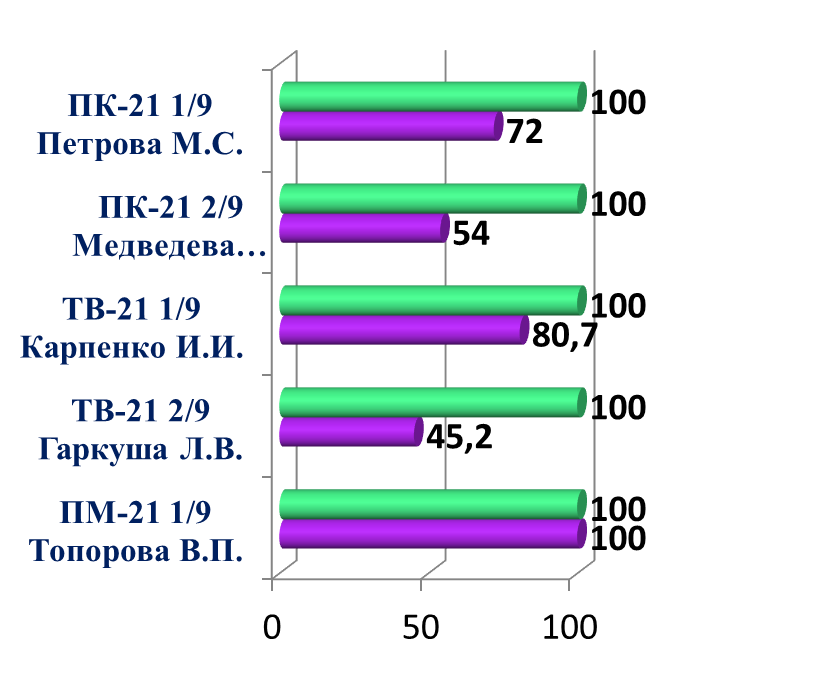 ПК-21 1/9
Петрова М.С.
100
72
ПК-21 2/9
Медведева…
100
54
ТВ-21 1/9
Карпенко И.И.
100
80,7
ТВ-21 2/9
Гаркуша Л.В.
100
45,2
ПМ-21 1/9
Топорова В.П.
100
100
0 50 100